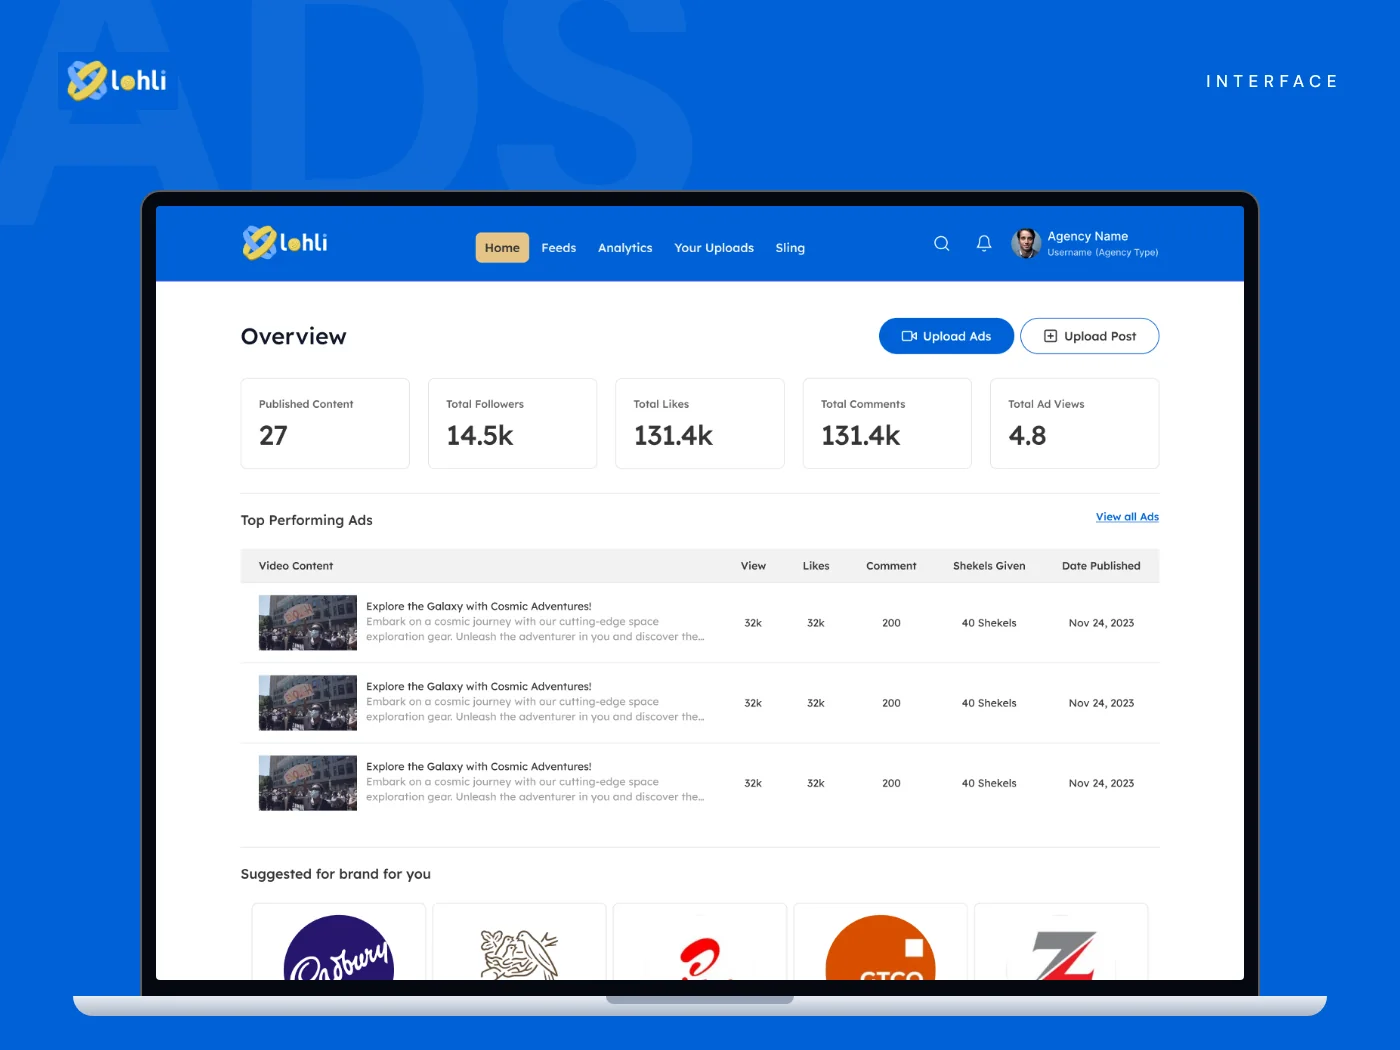 ADS
lohli
INTERFACE
lohli
Home
Feeds
Analytics
Your Uploads
Sling
Agency Name
Username (Agency Type)
Overview
Upload Ads
Upload Post
Published Content
27
Total Followers
14.5k
Total Likes
131.4k
Total Comments
131.4k
Total Ad Views
4.8
Top Performing Ads
View all Ads
Video Content View Likes Comment Shekels Given Date Published
Explore the Galaxy with Cosmic Adventures!
Embark on a cosmic journey with our cutting-edge space
exploration gear. Unleash the adventurer in you and discover the...
32k 32k 200 40 Shekels Nov 24, 2023
Explore the Galaxy with Cosmic Adventures!
Embark on a cosmic journey with our cutting-edge space
exploration gear. Unleash the adventurer in you and discover the...
32k 32k 200 40 Shekels Nov 24, 2023
Explore the Galaxy with Cosmic Adventures!
Embark on a cosmic journey with our cutting-edge space
exploration gear. Unleash the adventurer in you and discover the...
32k 32k 200 40 Shekels Nov 24, 2023
Suggested for brand for you
Cadbury
GTCO